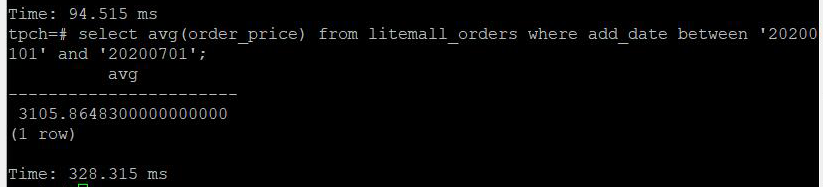 Time: 94.515 ms
tpch=# select avg(order_price) from litemall_orders where add_date between '20200
101' and '20200701';
avg
------------------------
3105.8648300000000000
(1 row)
Time: 328.315 ms